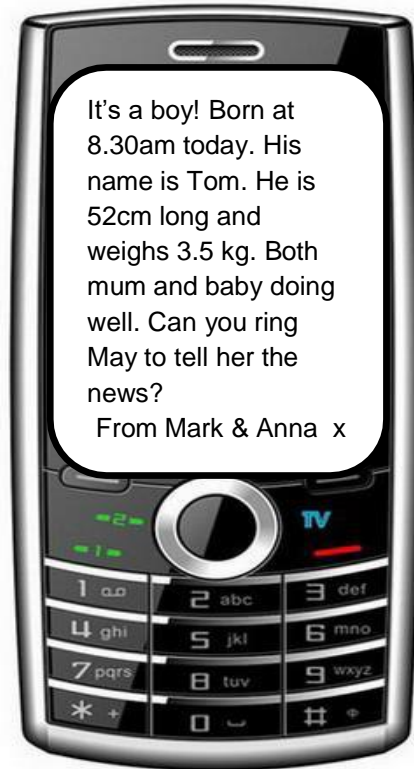 It's a boy! Born at
8.30am today. His
name is Tom. He is
52cm long and
weighs 3.5 kg. Both
mum and baby doing
well. Can you ring
May to tell her the
news?
From Mark & Anna x
2 TV
1
1 2 abc 3 def
4 ghi 5 jkl 6 mno
7 pqrs 8 tuv 9 wxyz
* + 0 #